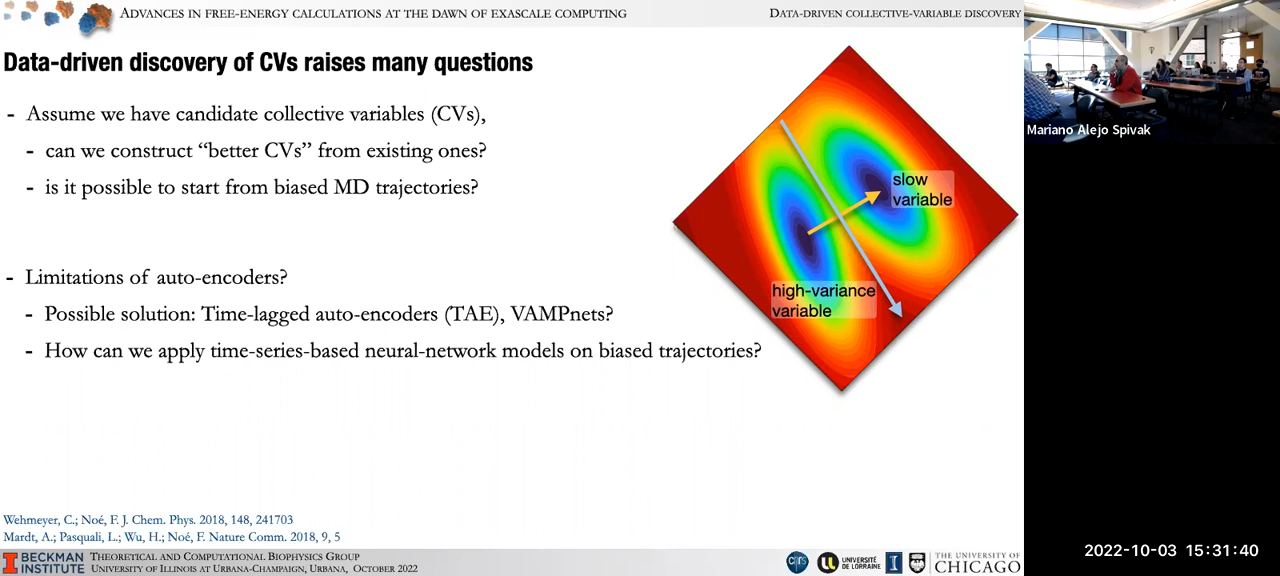 ADVANCES IN FREE-ENERGY CALCULATIONS AT THE DAWN OF EXASCALE COMPUTING
DATA-DRIVEN COLLECTIVE-VARIABLE DISCOVERY
Data-driven discovery of CVs raises many questions
- Assume we have candidate collective variables (CVs),
- can we construct “better CVs” from existing ones?
- is it possible to start from biased MD trajectories?
- Limitations of auto-encoders?
- Possible solution: Time-lagged auto-encoders (TAE), VAMPnets?
- How can we apply time-series-based neural-network models on biased trajectories?
slow
variable
high-variance
variable
Mariano Alejo Spivak
Wehmeyer, C.; Noé, F. J. Chem. Phys. 2018, 148, 241703
Mardt, A.; Pasquali, L.; Wu, H.; Noé, F. Nature Comm. 2018, 9, 5
BECKMAN
INSTITUTE
THEORETICAL AND COMPUTATIONAL BIOPHYSICS GROUP
UNIVERSITY OF ILLINOIS AT URBANA-CHAMPAIGN, URBANA, OCTOBER 2022
cnrs
UNIVERSITÉ
DE LORRAINE
THE UNIVERSITY OF
CHICAGO
2022-10-03 15:31:40